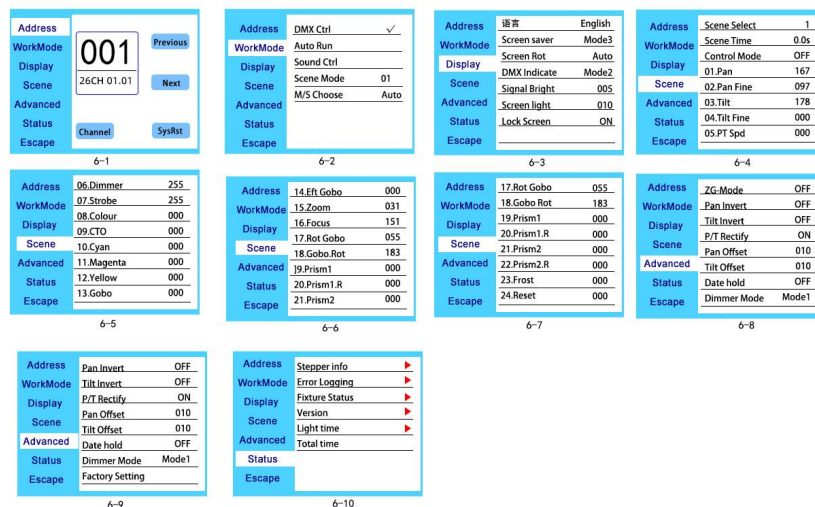 Address
WorkMode
Display
Scene
Advanced
Status
Escape
001
26CH 01.01
Previous
Next
Channel
SysRst
6-1
Address
WorkMode
Display
Scene
Advanced
Status
Escape
DMX Ctrl ✓
Auto Run
Sound Ctrl
Scene Mode 01
M/S Choose Auto
6-2
Address
WorkMode
Display
Scene
Advanced
Status
Escape
语言 English
Screen saver Mode3
Screen Rot Auto
DMX Indicate Mode2
Signal Bright 005
Screen light 010
Lock Screen ON
6-3
Address
WorkMode
Display
Scene
Advanced
Status
Escape
Scene Select 1
Scene Time 0.0s
Control Mode OFF
01.Pan 167
02.Pan Fine 097
03.Tilt 178
04.Tilt Fine 000
05.PT Spd 000
6-4
Address
WorkMode
Display
Scene
Advanced
Status
Escape
06.Dimmer 255
07.Strobe 255
08.Colour 000
09.CTO 000
10.Cyan 000
11.Magenta 000
12.Yellow 000
13.Gobo 000
6-5
Address
WorkMode
Display
Scene
Advanced
Status
Escape
14.Eft Gobo 000
15.Zoom 031
16.Focus 151
17.Rot Gobo 055
18.Gobo.Rot 183
]9.Prism1 000
20.Prism1.R 000
21.Prism2 000
6-6
Address
WorkMode
Display
Scene
Advanced
Status
Escape
17.Rot Gobo 055
18.Gobo Rot 183
19.Prism1 000
20.Prism1.R 000
21.Prism2 000
22.Prism2.R 000
23.Frost 000
24.Reset 000
6-7
Address
WorkMode
Display
Scene
Advanced
Status
Escape
ZG-Mode OFF
Pan Invert OFF
Tilt Invert OFF
P/T Rectify ON
Pan Offset 010
Tilt Offset 010
Date hold OFF
Dimmer Mode Mode1
6-8
Address
WorkMode
Display
Scene
Advanced
Status
Escape
Pan Invert OFF
Tilt Invert OFF
P/T Rectify ON
Pan Offset 010
Tilt Offset 010
Date hold OFF
Dimmer Mode Mode1
Factory Setting
6-9
Address
WorkMode
Display
Scene
Advanced
Status
Escape
Stepper info
Error Logging
Fixture Status
Version
Light time
Total time
6-10